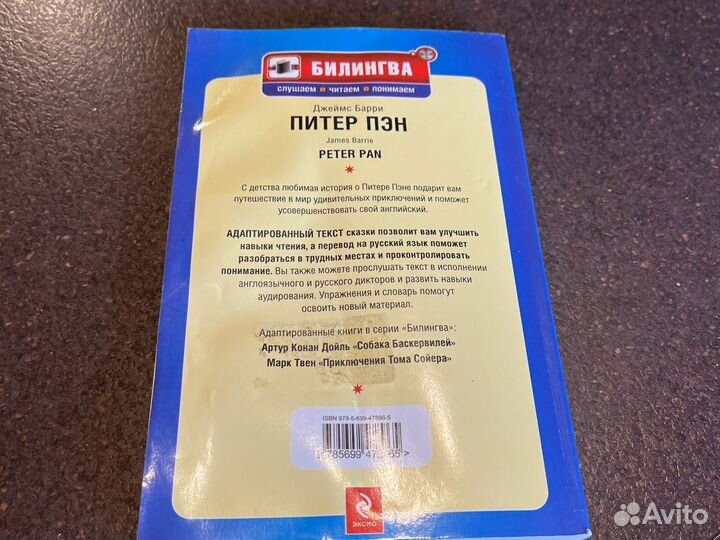 БИЛИНГВА
слушаем читаем понимаем
Джеймс Барри
ПИТЕР ПЭН
James Barrie
PETER PAN
С детства любимая история о Питере Пэне подарит вам
путешествие в мир удивительных приключений и поможет
усовершенствовать свой английский.
АДАПТИРОВАННЫЙ ТЕКСТ сказки позволит вам улучшить
навыки чтения, а перевод на русский язык поможет
разобраться в трудных местах и проконтролировать
понимание. Вы также можете прослушать текст в исполнении
англоязычного и русского дикторов и развить навыки
аудирования. Упражнения и словарь помогут
освоить новый материал.
Адаптированные книги в серии «Билингва»:
Артур Конан Дойль «Собака Баскервилей»
Марк Твен «Приключения Тома Сойера»
ISBN 978-5-699-47896-5
ЭКСМО
Avito